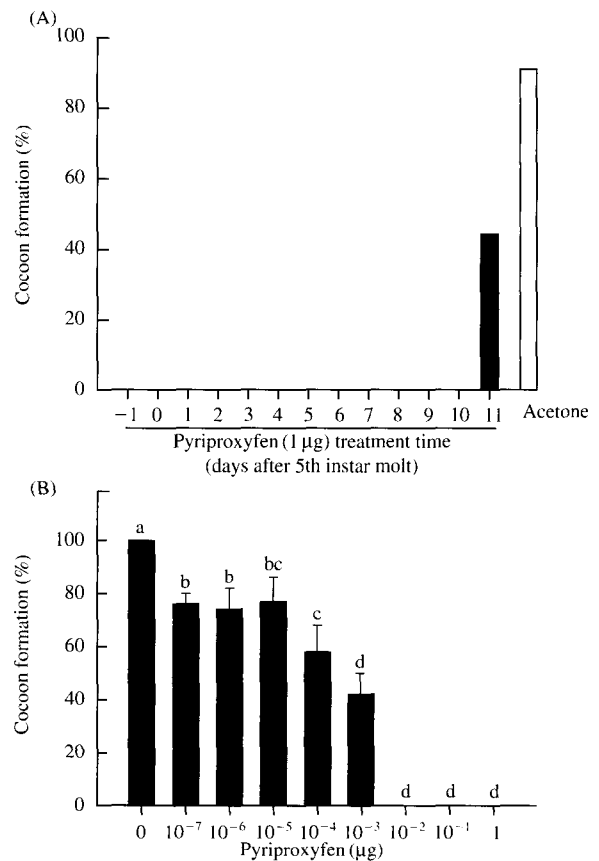 (A)
100
80
60
40
20
0
Cocoon formation (%)
−1 0 1 2 3 4 5 6 7 8 9 10 11 Acetone
Pyriproxyfen (1 µg) treatment time
(days after 5th instar molt)
(B)
100
80
60
40
20
0
Cocoon formation (%)
a b b bc c d d d d
0 10⁻⁷ 10⁻⁶ 10⁻⁵ 10⁻⁴ 10⁻³ 10⁻² 10⁻¹ 1
Pyriproxyfen (µg)